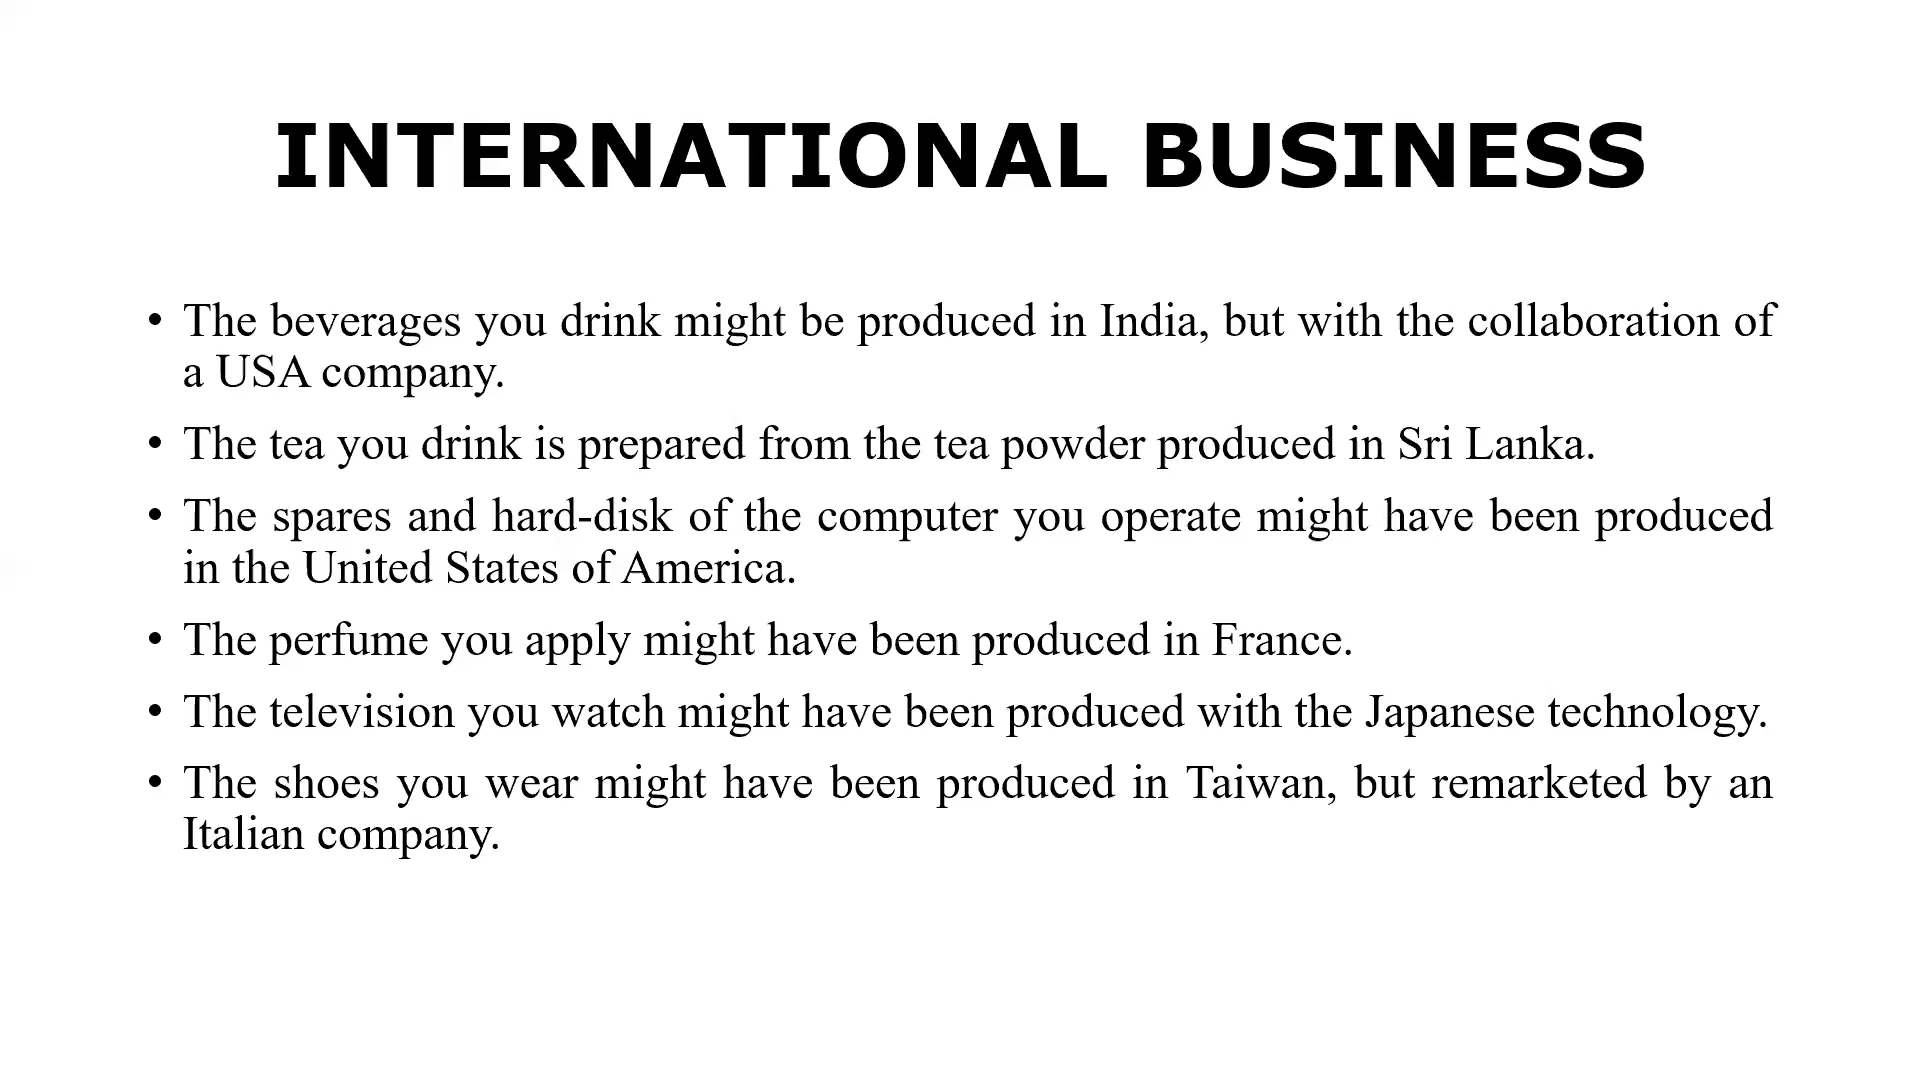 INTERNATIONAL BUSINESS
• The beverages you drink might be produced in India, but with the collaboration of
a USA company.
• The tea you drink is prepared from the tea powder produced in Sri Lanka.
• The spares and hard-disk of the computer you operate might have been produced
in the United States of America.
• The perfume you apply might have been produced in France.
• The television you watch might have been produced with the Japanese technology.
• The shoes you wear might have been produced in Taiwan, but remarketed by an
Italian company.